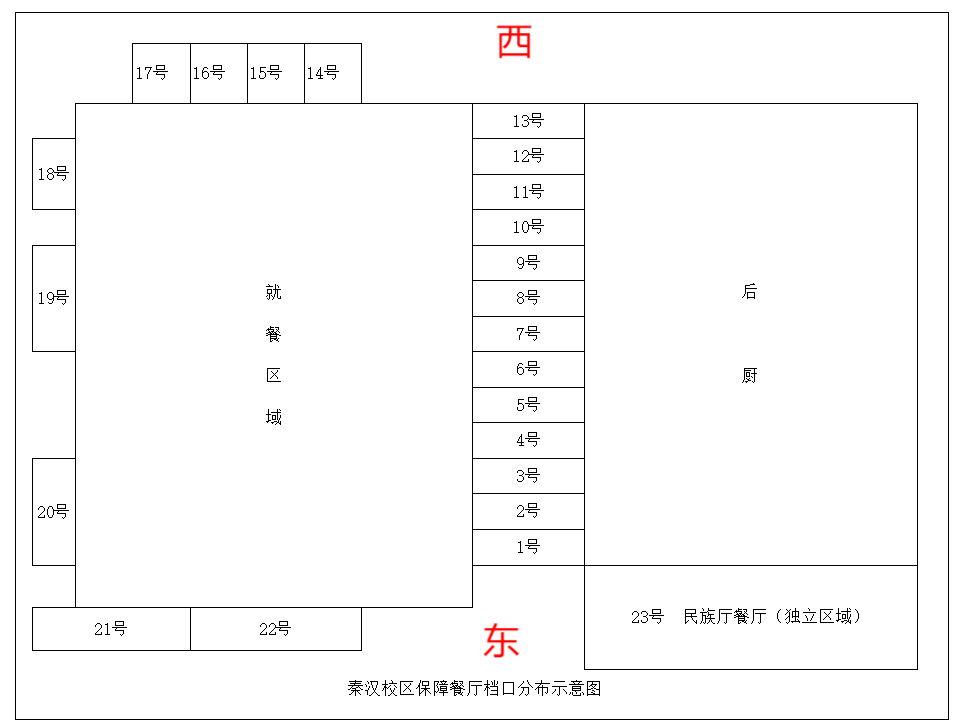 西
17号 16号 15号 14号
13号
12号
18号
11号
10号
9号
就
后
19号
8号
餐
7号
区
6号
厨
域
5号
4号
3号
20号
2号
1号
23号 民族厅餐厅（独立区域）
21号 22号
东
秦汉校区保障餐厅档口分布示意图